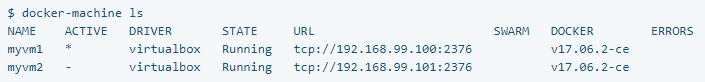 $ docker-machine ls
NAME    ACTIVE   DRIVER       STATE     URL                         SWARM   DOCKER        ERRORS
myvm1   *        virtualbox   Running   tcp://192.168.99.100:2376           v17.06.2-ce
myvm2   -        virtualbox   Running   tcp://192.168.99.101:2376           v17.06.2-ce